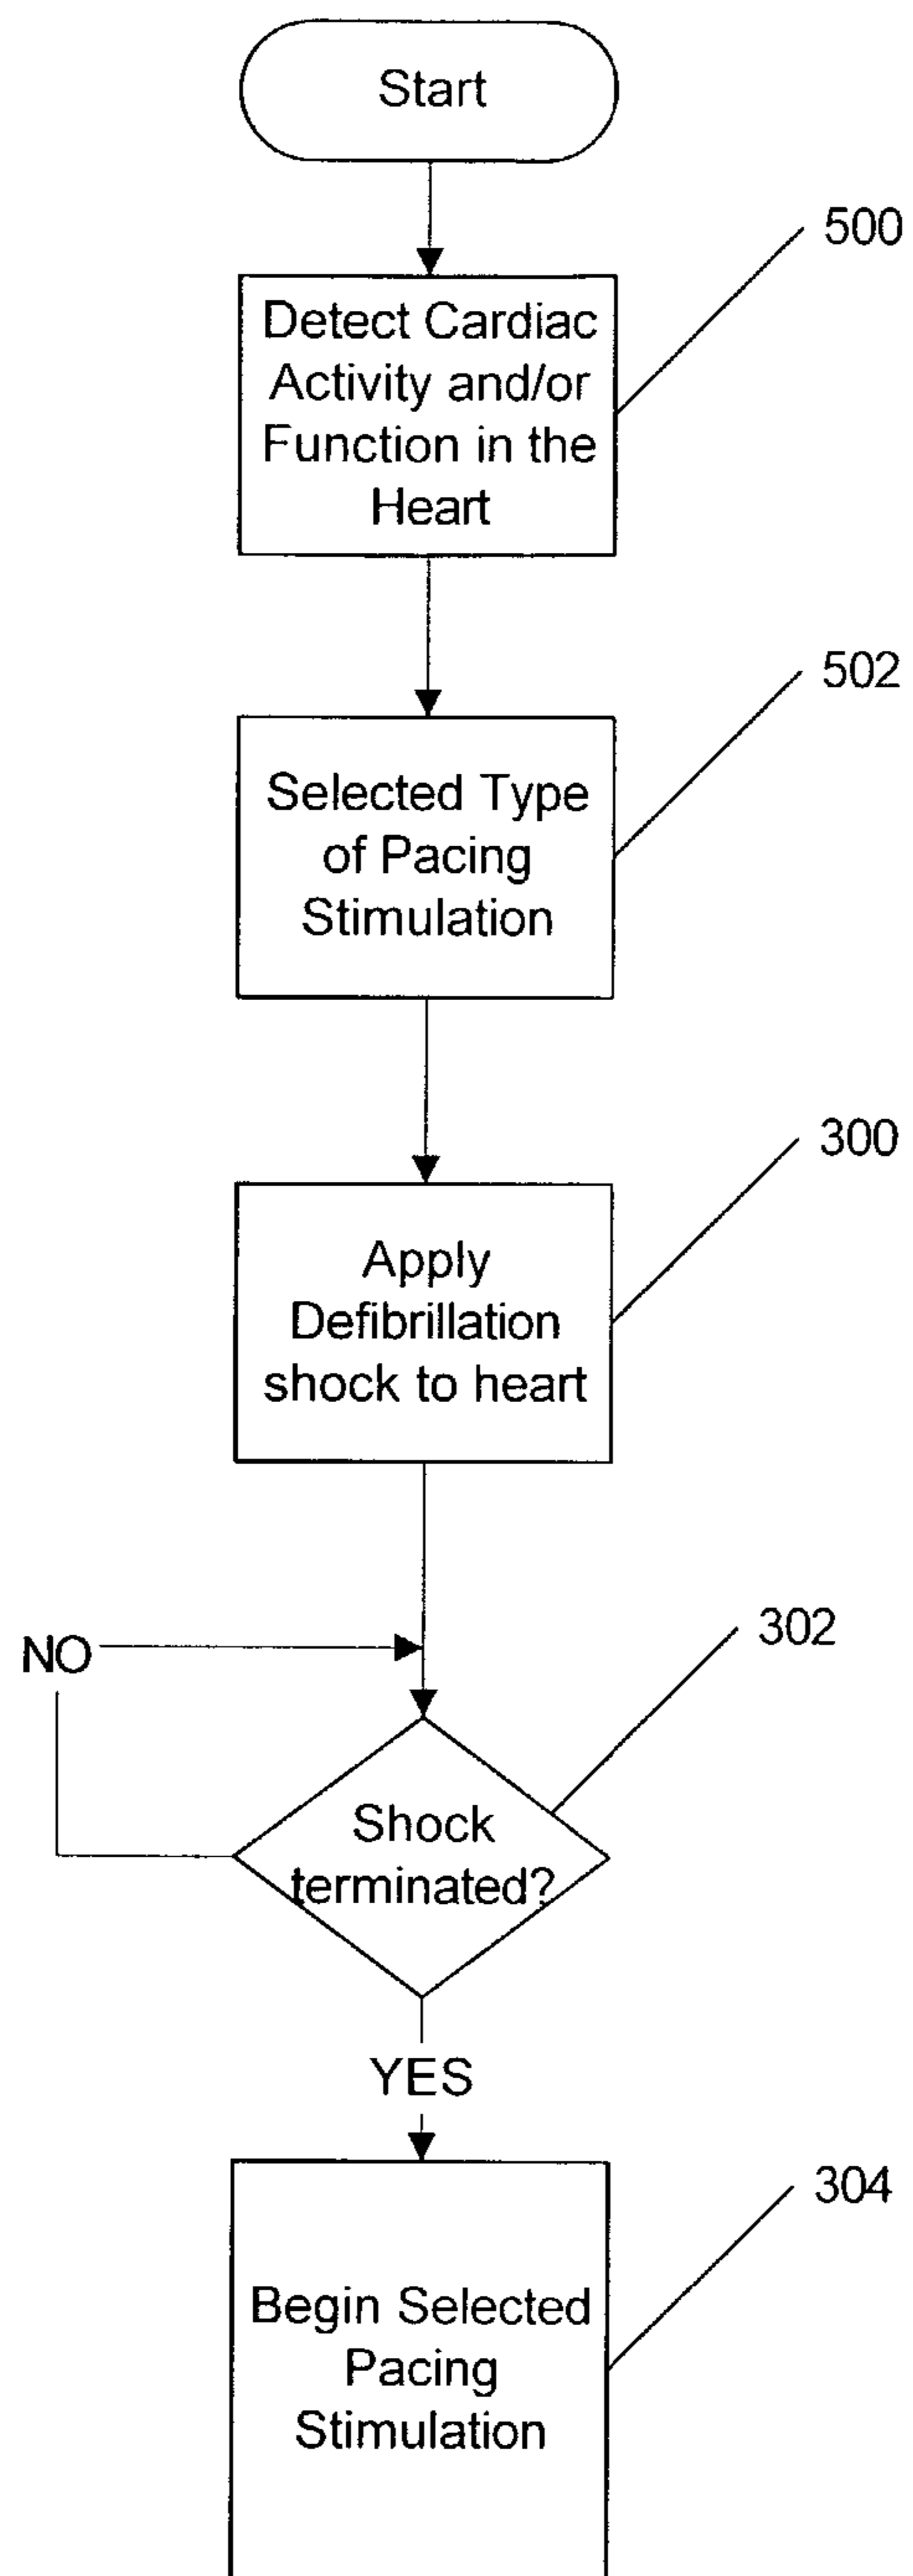 Start
500
Detect Cardiac
Activity and/or
Function in the
Heart
502
Selected Type
of Pacing
Stimulation
300
Apply
Defibrillation
shock to heart
NO
302
Shock
terminated?
YES
304
Begin Selected
Pacing
Stimulation